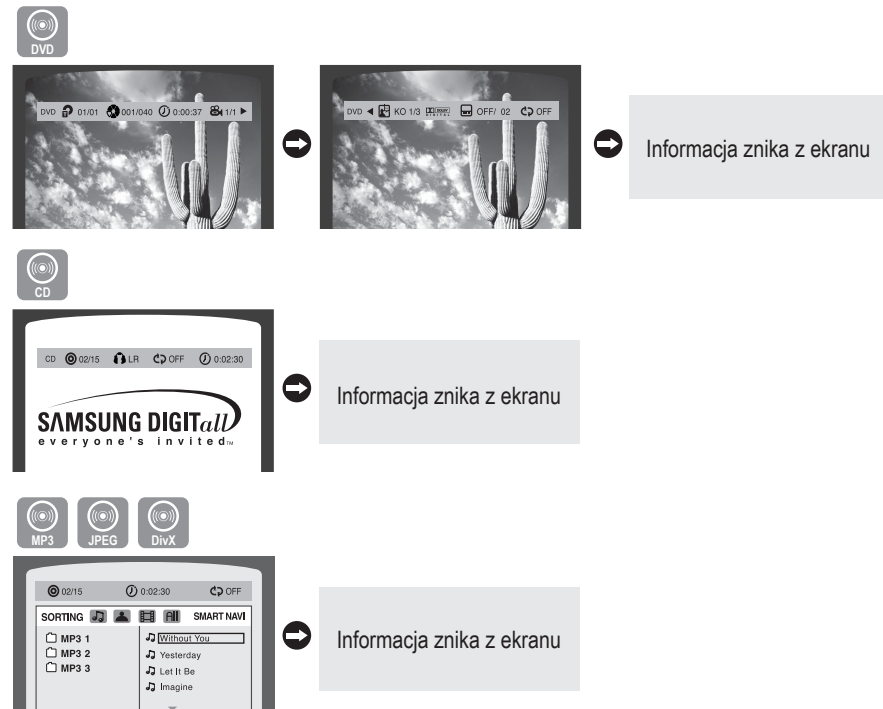 DVD
DVD 01/01 001/040 0:00:37 1/1
DVD KO 1/3 DOLBY DIGITAL OFF/ 02 OFF
Informacja znika z ekranu
CD
CD 02/15 LR OFF 0:02:30
SAMSUNG DIGITall
everyone's invited™
Informacja znika z ekranu
MP3 JPEG DivX
02/15 0:02:30 OFF
SORTING All SMART NAVI
MP3 1
MP3 2
MP3 3
Without You
Yesterday
Let It Be
Imagine
Informacja znika z ekranu